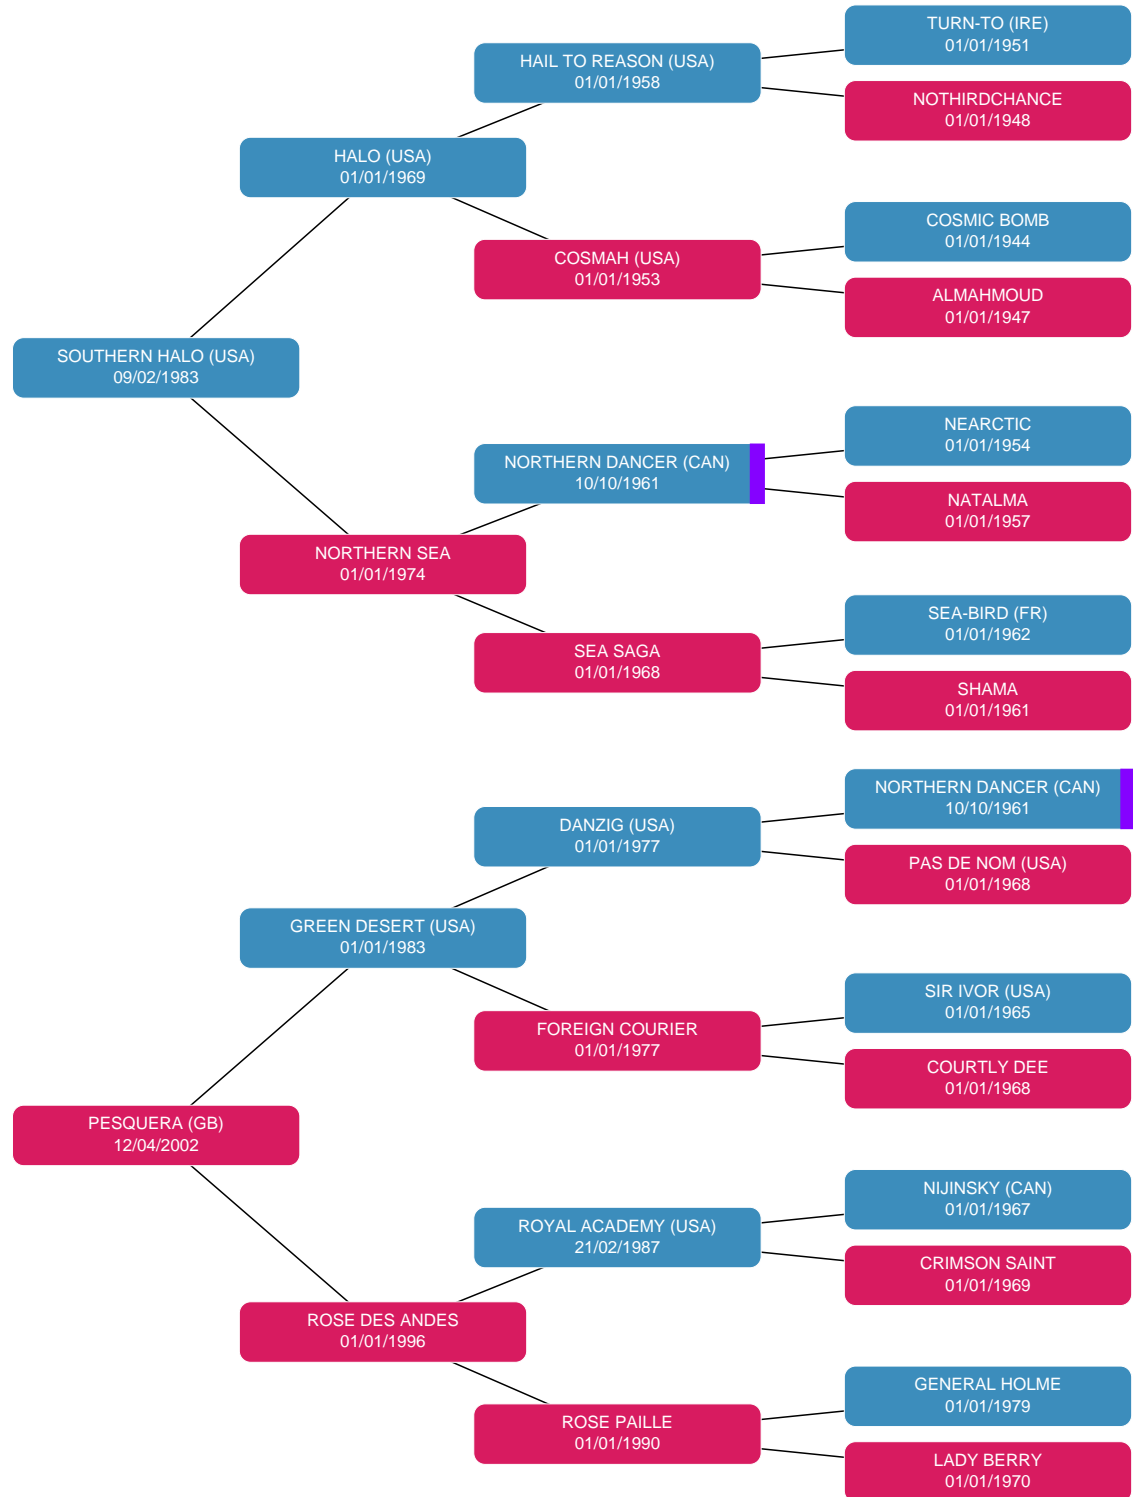 TURN-TO (IRE)
01/01/1951
HAIL TO REASON (USA)
01/01/1958
NOTHIRDCHANCE
01/01/1948
HALO (USA)
01/01/1969
COSMIC BOMB
01/01/1944
COSMAH (USA)
01/01/1953
ALMAHMOUD
01/01/1947
SOUTHERN HALO (USA)
09/02/1983
NEARCTIC
01/01/1954
NORTHERN DANCER (CAN)
10/10/1961
NATALMA
01/01/1957
NORTHERN SEA
01/01/1974
SEA-BIRD (FR)
01/01/1962
SEA SAGA
01/01/1968
SHAMA
01/01/1961
NORTHERN DANCER (CAN)
10/10/1961
DANZIG (USA)
01/01/1977
PAS DE NOM (USA)
01/01/1968
GREEN DESERT (USA)
01/01/1983
SIR IVOR (USA)
01/01/1965
FOREIGN COURIER
01/01/1977
COURTLY DEE
01/01/1968
PESQUERA (GB)
12/04/2002
NIJINSKY (CAN)
01/01/1967
ROYAL ACADEMY (USA)
21/02/1987
CRIMSON SAINT
01/01/1969
ROSE DES ANDES
01/01/1996
GENERAL HOLME
01/01/1979
ROSE PAILLE
01/01/1990
LADY BERRY
01/01/1970